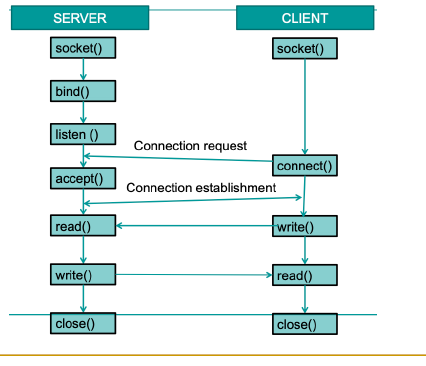 SERVER
CLIENT
socket()
socket()
bind()
listen ()
Connection request
connect()
accept()
Connection establishment
read()
write()
write()
read()
close()
close()